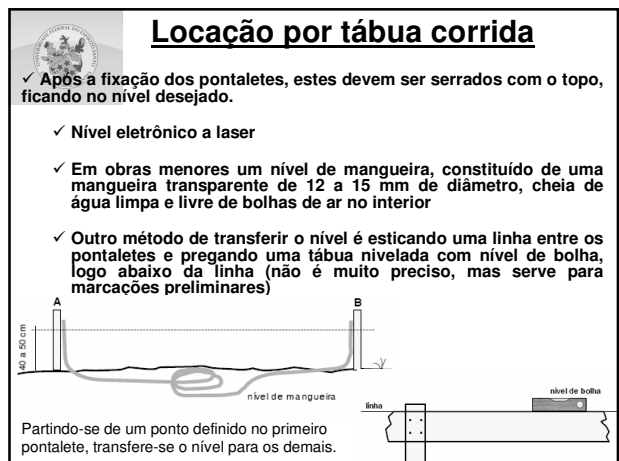 Locação por tábua corrida
✓ Após a fixação dos pontaletes, estes devem ser serrados com o topo,
ficando no nível desejado.
✓ Nível eletrônico a laser
✓ Em obras menores um nível de mangueira, constituído de uma
mangueira transparente de 12 a 15 mm de diâmetro, cheia de
água limpa e livre de bolhas de ar no interior
✓ Outro método de transferir o nível é esticando uma linha entre os
pontaletes e pregando uma tábua nivelada com nível de bolha,
logo abaixo da linha (não é muito preciso, mas serve para
marcações preliminares)
A
B
40 a 50 cm
nível de mangueira
nível de bolha
linha
Partindo-se de um ponto definido no primeiro
pontalete, transfere-se o nível para os demais.